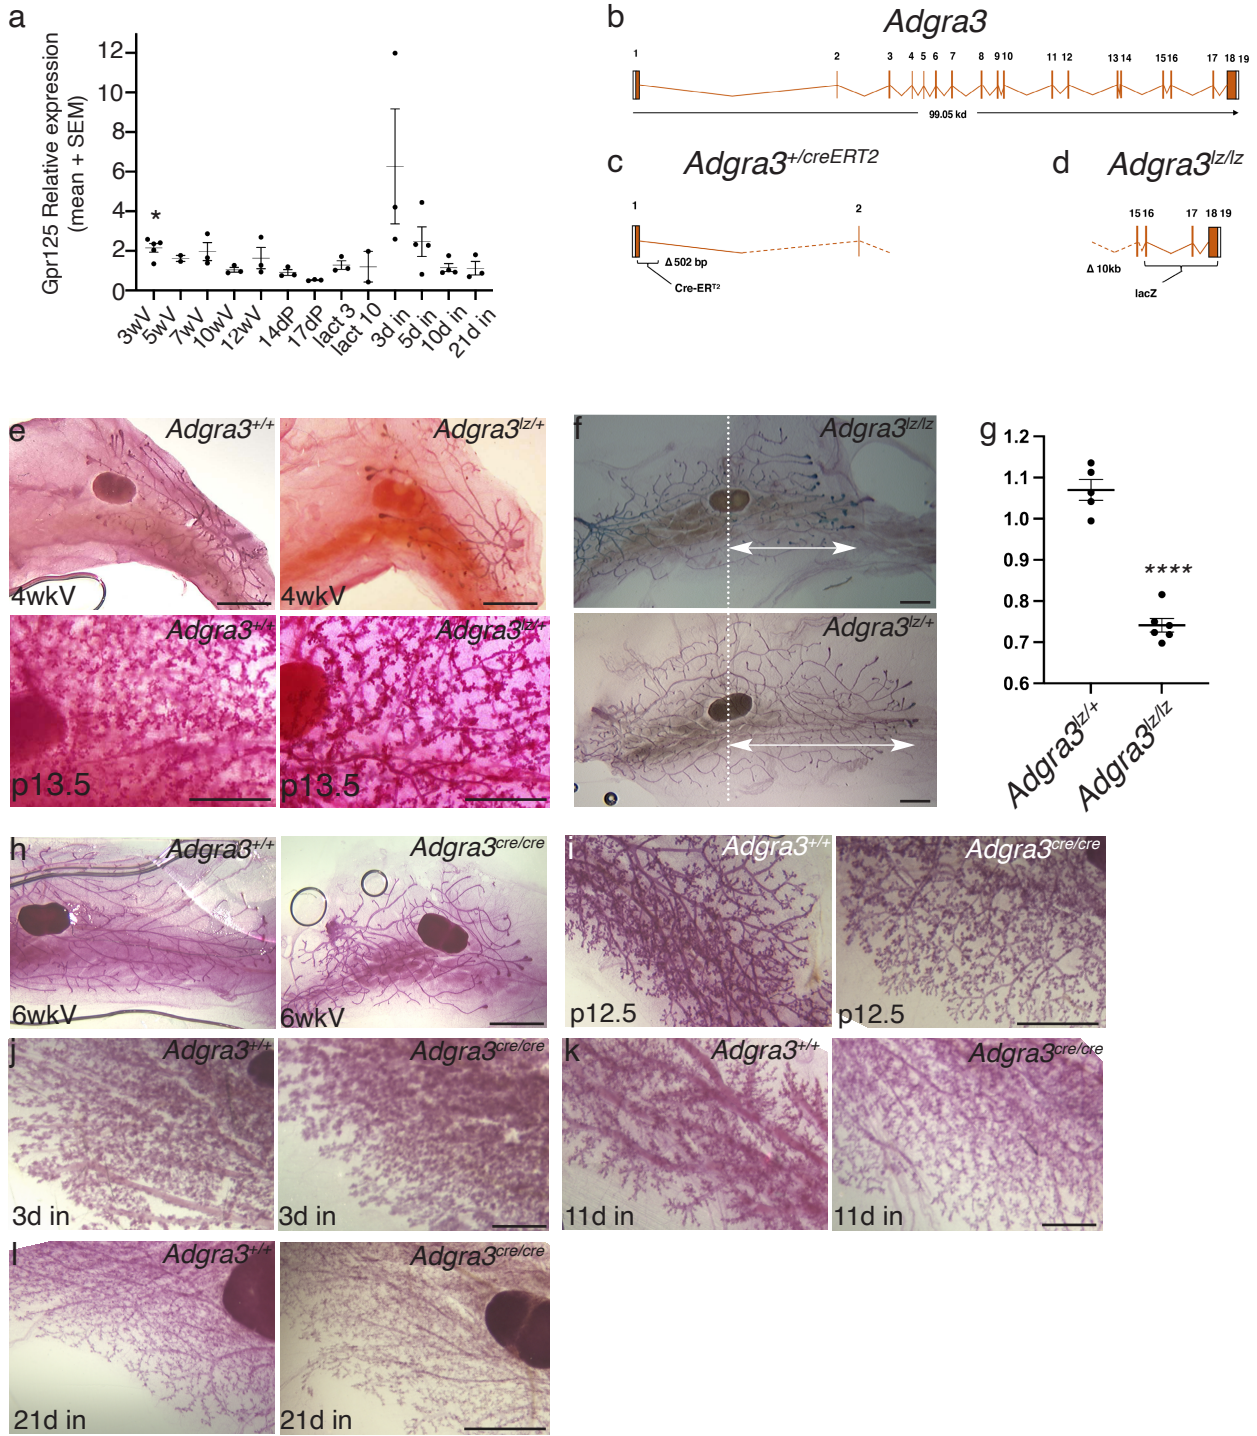 a
Gpr125 Relative expression
(mean + SEM)
12
10
8
6
4
2
0
*
3wV
5wV
7wV
10wV
12wV
14dP
17dP
lact 3
lact 10
3d in
5d in
10d in
21d in
b
Adgra3
1 2 3 4 5 6 7 8 9 10 11 12 13 14 15 16 17 18 19
99.05 kd
c
Adgra3+/creERT2
1 2
Δ 502 bp
Cre-ERT2
d
Adgra3lz/lz
15 16 17 18 19
Δ 10kb
lacZ
e
Adgra3+/+
4wkV
Adgra3lz/+
4wkV
Adgra3+/+
p13.5
Adgra3lz/+
p13.5
f
Adgra3lz/lz
Adgra3lz/+
g
1.2
1.1
1.0
0.9
0.8
0.7
0.6
****
Adgra3lz/+
Adgra3lz/lz
h
Adgra3+/+
6wkV
Adgra3cre/cre
6wkV
i
Adgra3+/+
p12.5
Adgra3cre/cre
p12.5
j
Adgra3+/+
3d in
Adgra3cre/cre
3d in
k
Adgra3+/+
11d in
Adgra3cre/cre
11d in
l
Adgra3+/+
21d in
Adgra3cre/cre
21d in